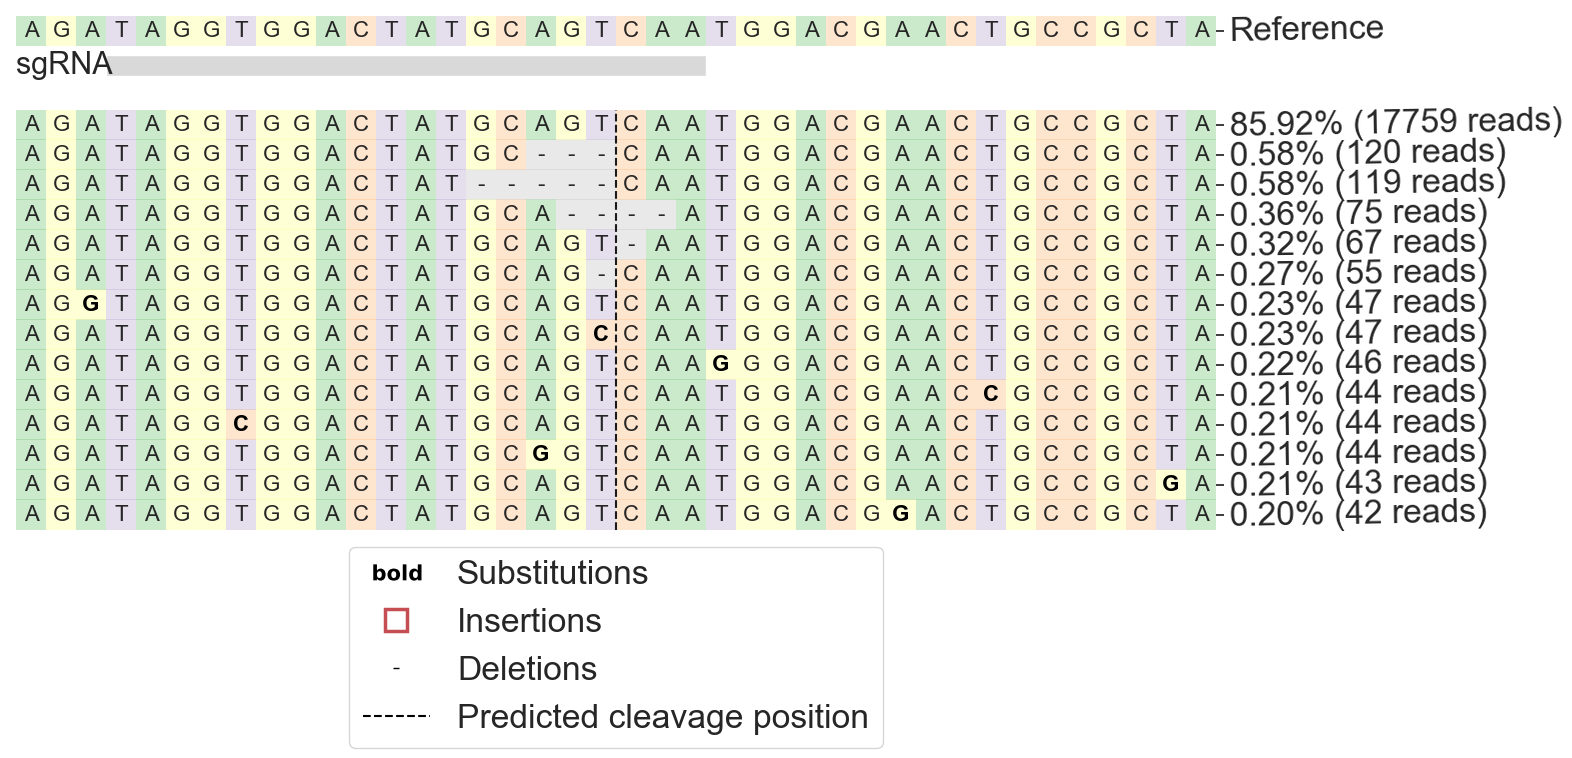 A G A T A G G T G G A C T A T G C A G T C A A T G G A C G A A C T G C C G C T A - Reference
sgRNA
A G A T A G G T G G A C T A T G C A G T C A A T G G A C G A A C T G C C G C T A - 85.92% (17759 reads)
A G A T A G G T G G A C T A T G C - - - C A A T G G A C G A A C T G C C G C T A - 0.58% (120 reads)
A G A T A G G T G G A C T A T - - - - - C A A T G G A C G A A C T G C C G C T A - 0.58% (119 reads)
A G A T A G G T G G A C T A T G C A - - - - A T G G A C G A A C T G C C G C T A - 0.36% (75 reads)
A G A T A G G T G G A C T A T G C A G T - A A T G G A C G A A C T G C C G C T A - 0.32% (67 reads)
A G A T A G G T G G A C T A T G C A G - C A A T G G A C G A A C T G C C G C T A - 0.27% (55 reads)
A G G T A G G T G G A C T A T G C A G T C A A T G G A C G A A C T G C C G C T A - 0.23% (47 reads)
A G A T A G G T G G A C T A T G C A G C C A A T G G A C G A A C T G C C G C T A - 0.23% (47 reads)
A G A T A G G T G G A C T A T G C A G T C A A G G G A C G A A C T G C C G C T A - 0.22% (46 reads)
A G A T A G G T G G A C T A T G C A G T C A A T G G A C G A A C C G C C G C T A - 0.21% (44 reads)
A G A T A G G C G G A C T A T G C A G T C A A T G G A C G A A C T G C C G C T A - 0.21% (44 reads)
A G A T A G G T G G A C T A T G C G G T C A A T G G A C G A A C T G C C G C T A - 0.21% (44 reads)
A G A T A G G T G G A C T A T G C A G T C A A T G G A C G A A C T G C C G C G A - 0.21% (43 reads)
A G A T A G G T G G A C T A T G C A G T C A A T G G A C G G A C T G C C G C T A - 0.20% (42 reads)
bold Substitutions
Insertions
- Deletions
Predicted cleavage position